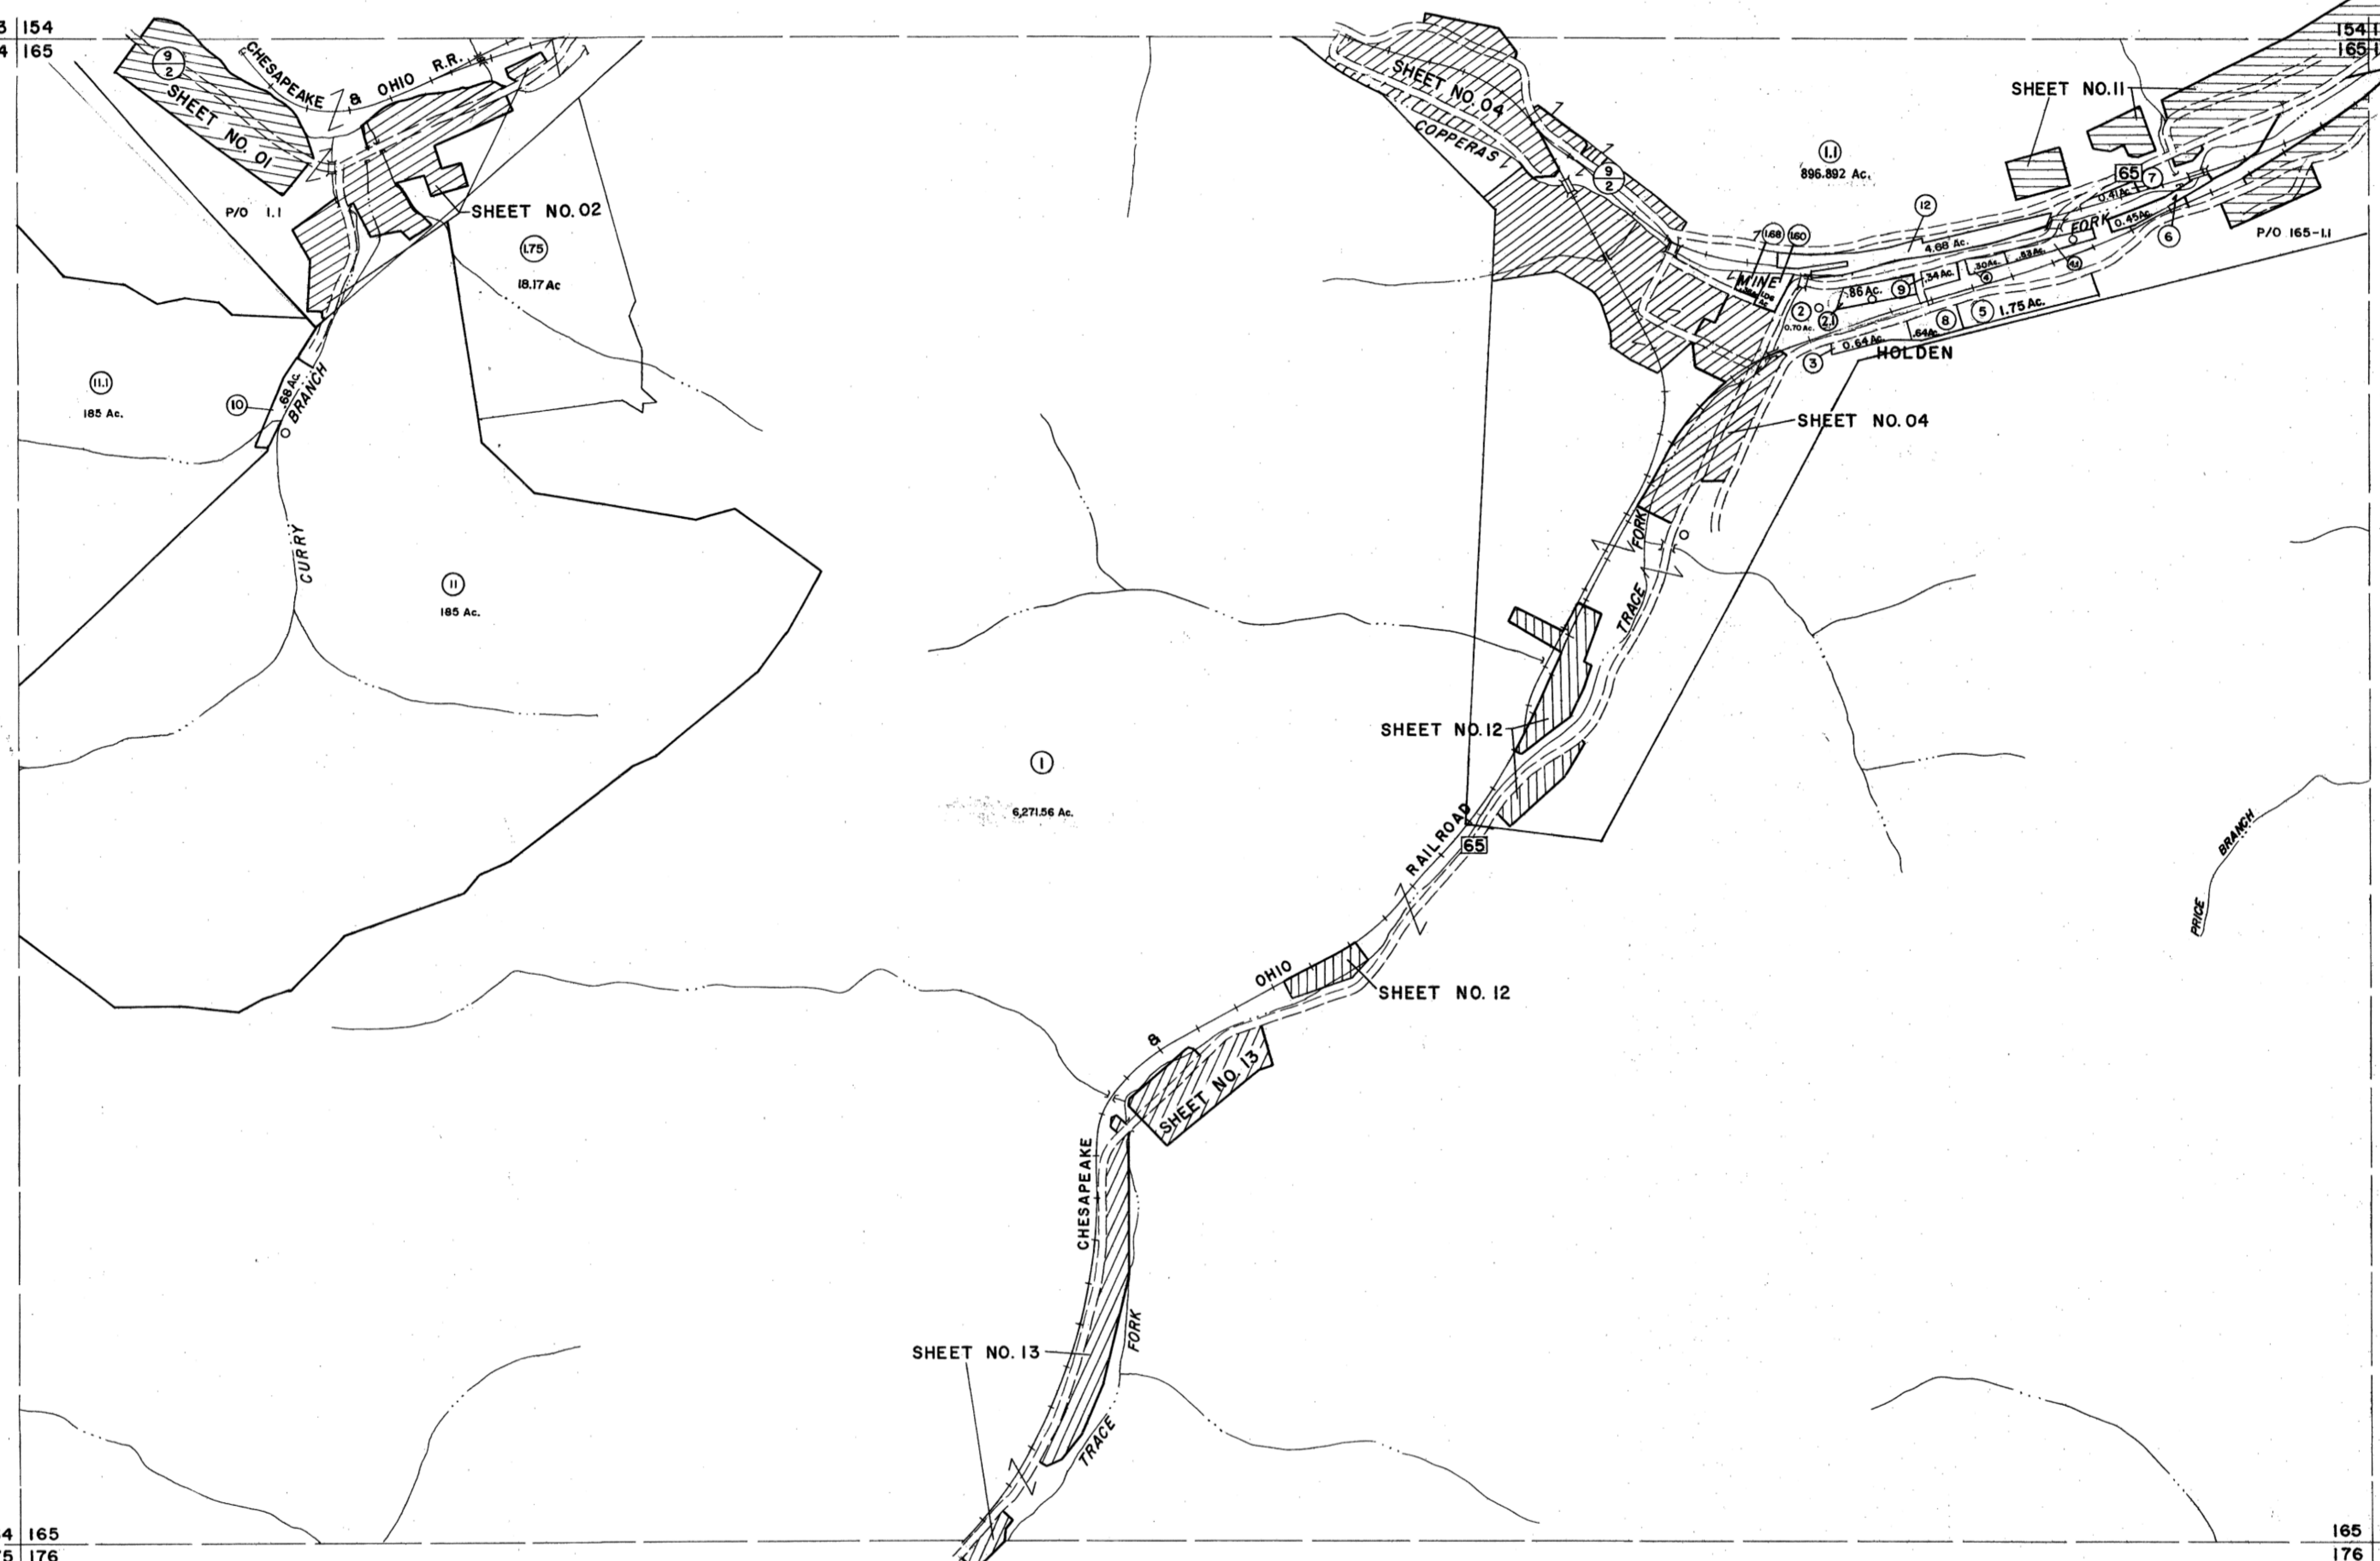 154
165
154
165
9
2
SHEET NO. 01
CHESAPEAKE & OHIO R.R.
P/O 1.1
SHEET NO. 02
1.75
18.17 Ac
11.1
185 Ac.
10
.68 Ac.
BRANCH
CURRY
11
185 Ac.
SHEET NO. 04
COPPERAS
9
2
1.1
896.892 Ac.
SHEET NO. 11
65
7
0.41 Ac.
FORK
0.45 Ac.
6
P/O 165-1.1
12
4.68 Ac.
1.68
1.60
MINE
2
0.70 Ac.
2.1
.86 Ac.
9
.34 Ac.
.30 Ac.
4
.83 Ac.
4.1
3
0.64 Ac.
.64 Ac.
8
5
1.75 Ac.
HOLDEN
SHEET NO. 04
FORK
TRACE
SHEET NO. 12
1
6,271.56 Ac.
RAILROAD
65
BRANCH
PRICE
OHIO
SHEET NO. 12
&
SHEET NO. 13
CHESAPEAKE
FORK
SHEET NO. 13
TRACE
165
176
165
176